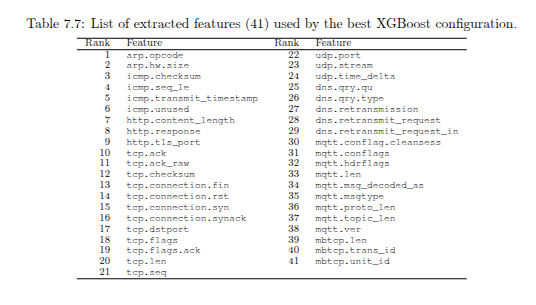 Table 7.7: List of extracted features (41) used by the best XGBoost configuration.
Rank Feature Rank Feature
1 arp.opcode 22 udp.port
2 arp.hw.size 23 udp.stream
3 icmp.checksum 24 udp.time_delta
4 icmp.seq_le 25 dns.qry.qu
5 icmp.transmit_timestamp 26 dns.qry.type
6 icmp.unused 27 dns.retransmission
7 http.content_length 28 dns.retransmit_request
8 http.response 29 dns.retransmit_request_in
9 http.tls_port 30 mqtt.conflag.cleansess
10 tcp.ack 31 mqtt.conflags
11 tcp.ack_raw 32 mqtt.hdrflags
12 tcp.checksum 33 mqtt.len
13 tcp.connection.fin 34 mqtt.msg_decoded_as
14 tcp.connection.rst 35 mqtt.msgtype
15 tcp.connection.syn 36 mqtt.proto_len
16 tcp.connection.synack 37 mqtt.topic_len
17 tcp.dstport 38 mqtt.ver
18 tcp.flags 39 mbtcp.len
19 tcp.flags.ack 40 mbtcp.trans_id
20 tcp.len 41 mbtcp.unit_id
21 tcp.seq